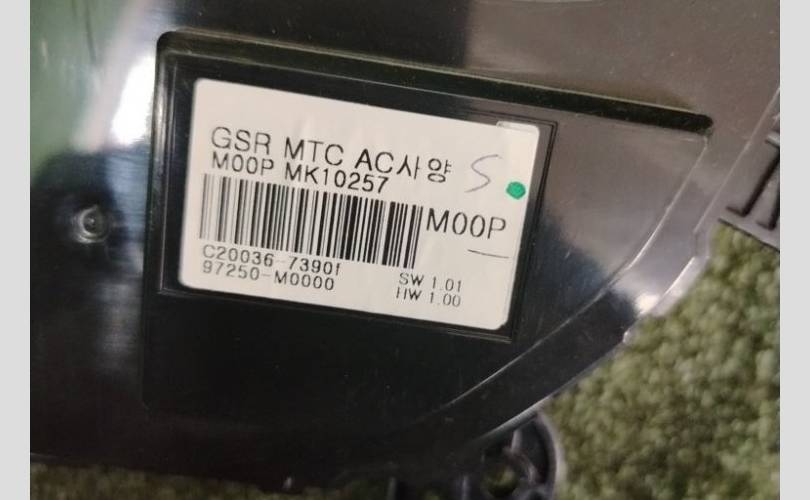 GSR MTC AC사양 S
M00P MK10257
M00P
C20036-7390f
97250-M0000
SW 1.01
HW 1.00